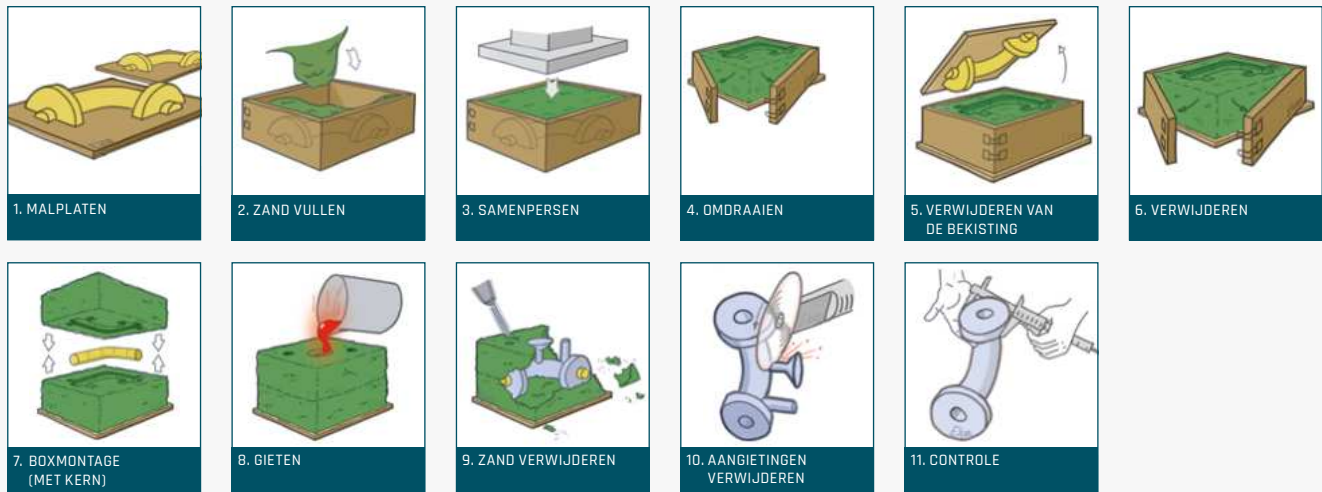 1. MALPLATEN
2. ZAND VULLEN
3. SAMENPERSEN
4. OMDRAAIEN
5. VERWIJDEREN VAN
DE BEKISTING
6. VERWIJDEREN
7. BOXMONTAGE
(MET KERN)
8. GIETEN
9. ZAND VERWIJDEREN
10. AANGIETINGEN
VERWIJDEREN
11. CONTROLE